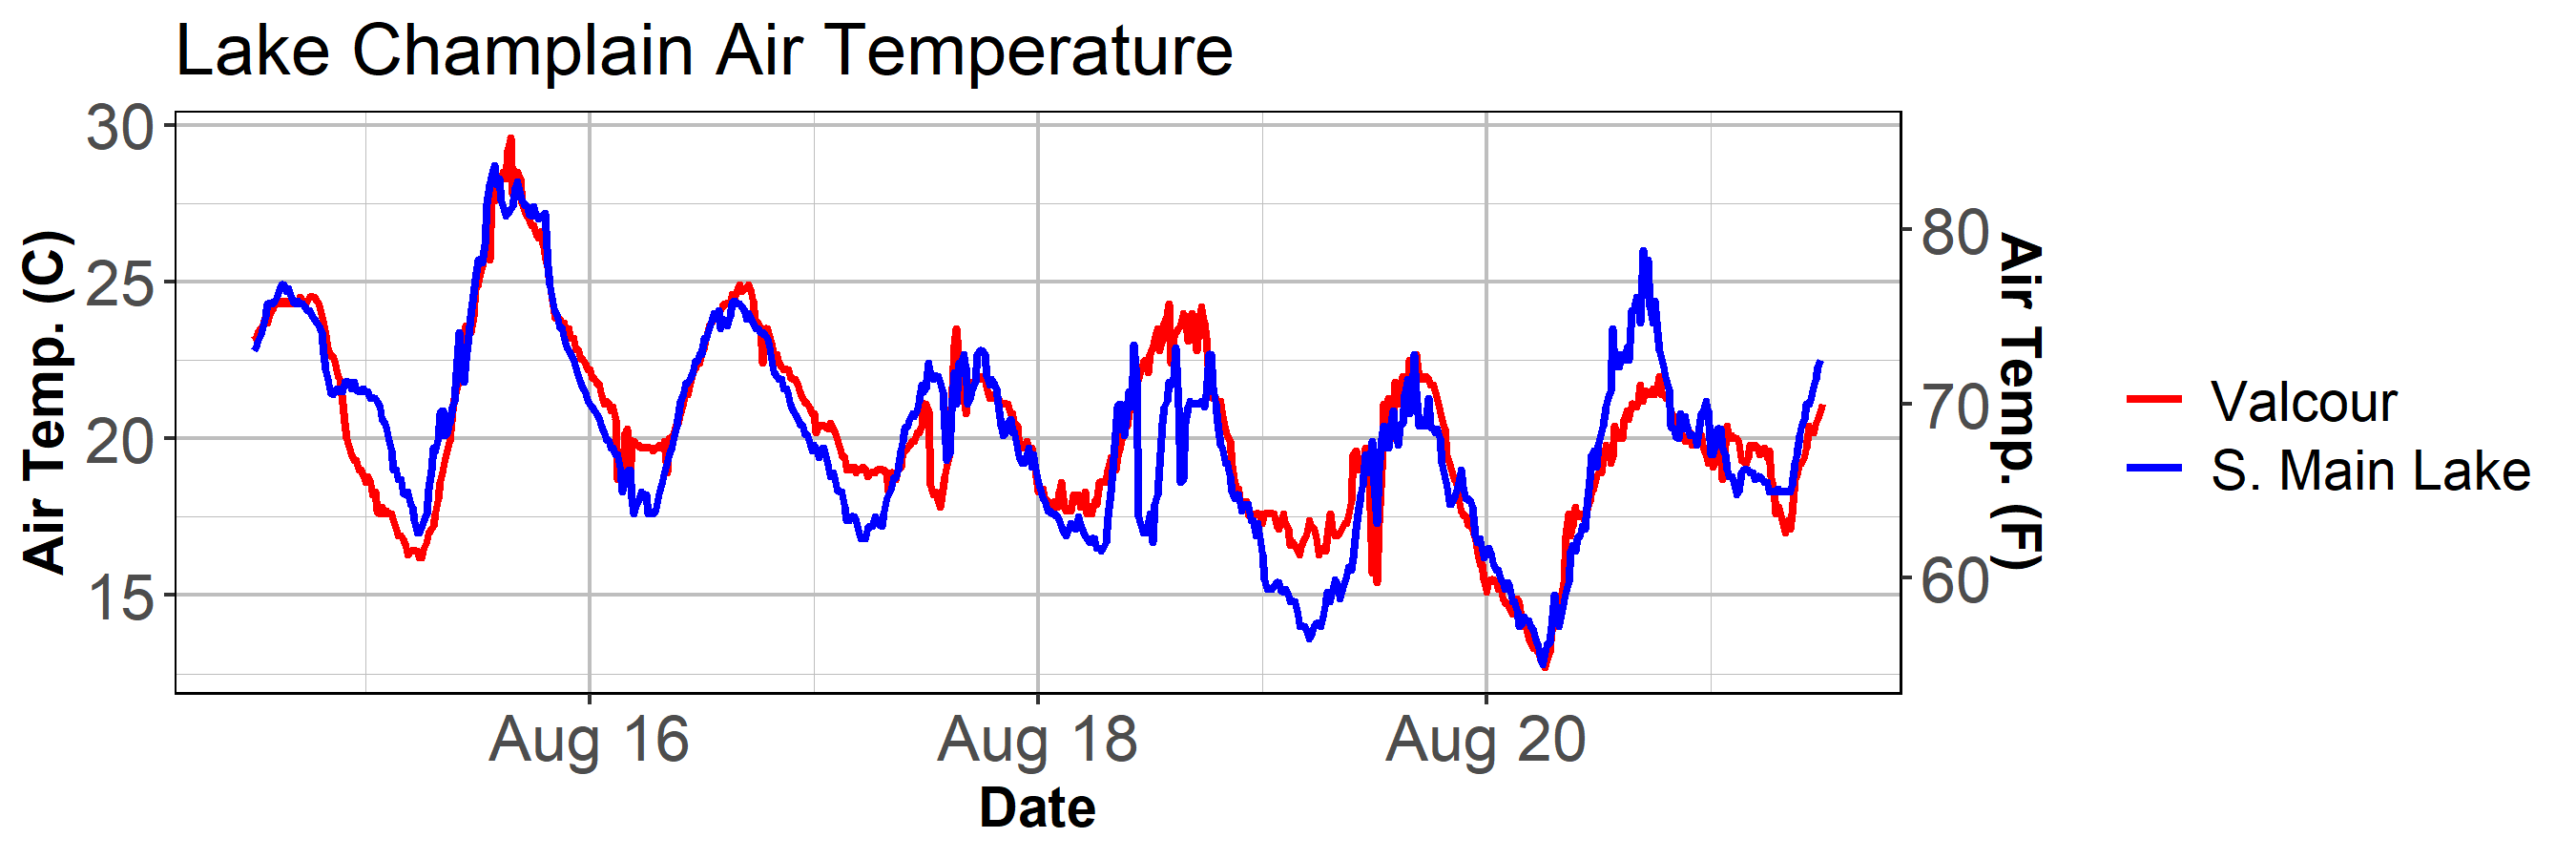 Lake Champlain Air Temperature
30
25
20
15
Air Temp. (C)
80
70
60
Air Temp. (F)
Aug 16
Aug 18
Aug 20
Date
Valcour
S. Main Lake